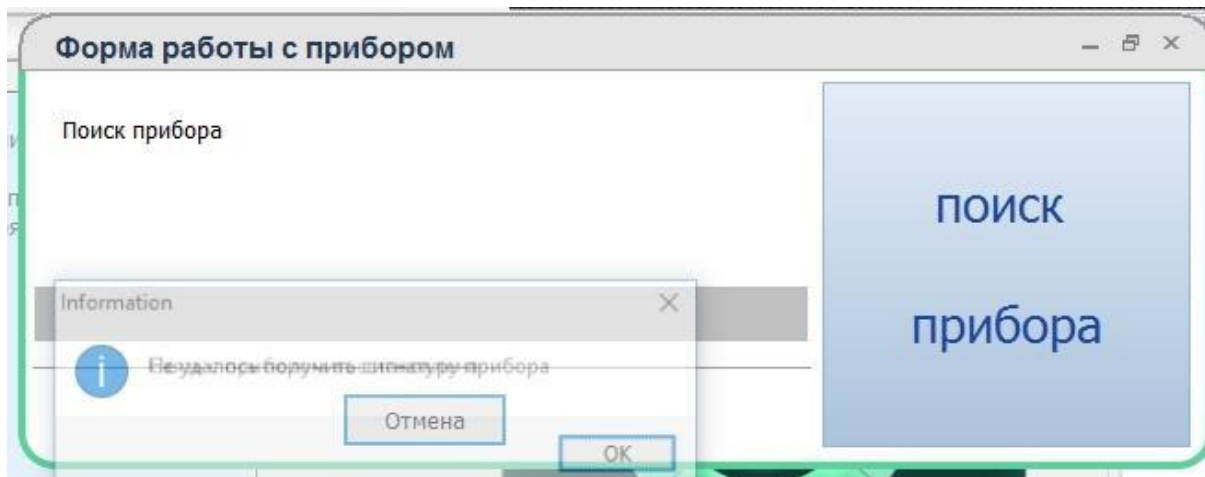 Форма работы с прибором
Поиск прибора
поиск
прибора
Information
Не удалось получить сигнатуру прибора
Отмена
OK